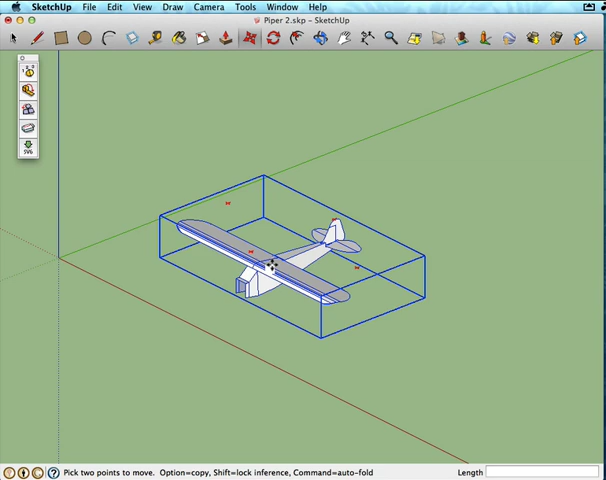 SketchUp File Edit View Draw Camera Tools Window Help
Piper 2.skp - SketchUp
SVG
Pick two points to move. Option=copy, Shift=lock inference, Command=auto-fold Length